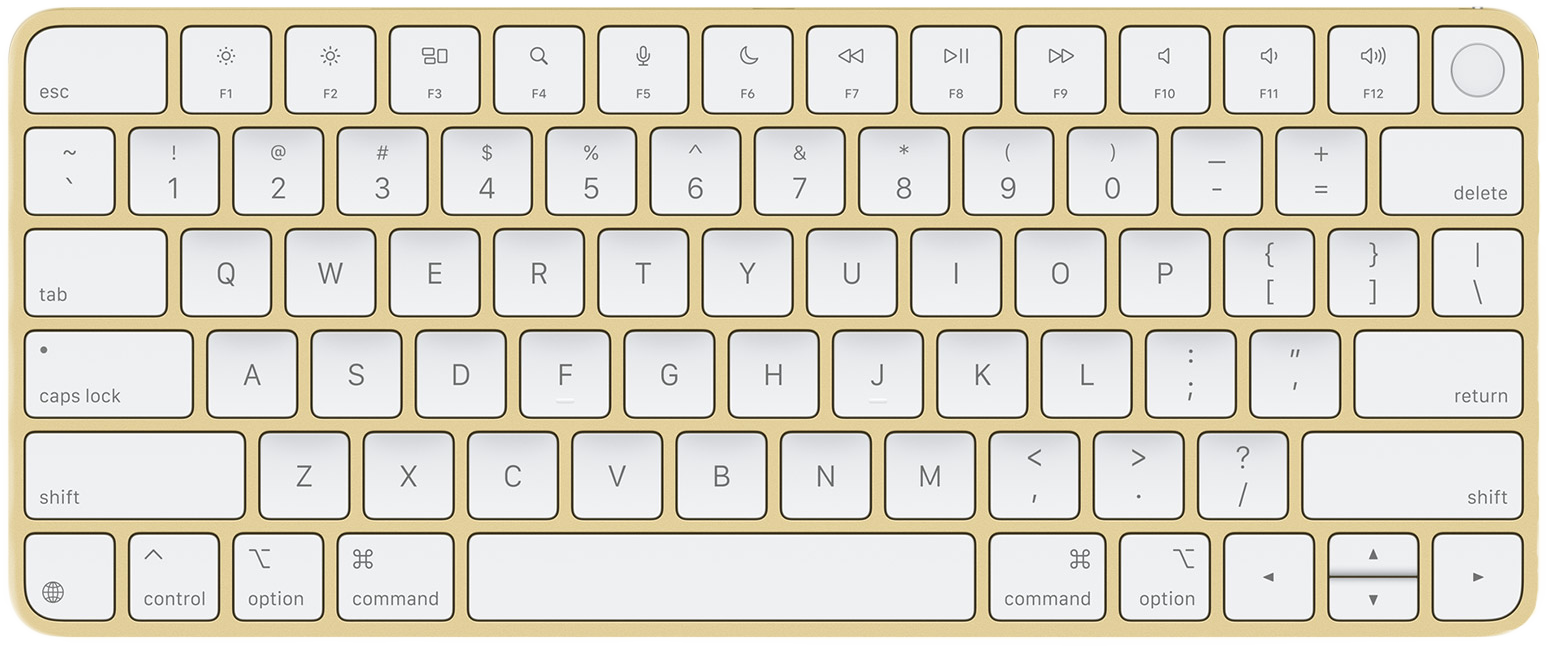 F1 F2 F3 F4 F5 F6 F7 F8 F9 F10 F11 F12
esc
~ ! @ # $ % ^ & * ( ) _ +
` 1 2 3 4 5 6 7 8 9 0 - = delete
tab Q W E R T Y U I O P { } |
[ ] \
caps lock A S D F G H J K L : "
; ' return
shift Z X C V B N M < > ?
, . / shift
⌃ ⌥ ⌘ ⌘ ⌥
control option command command option